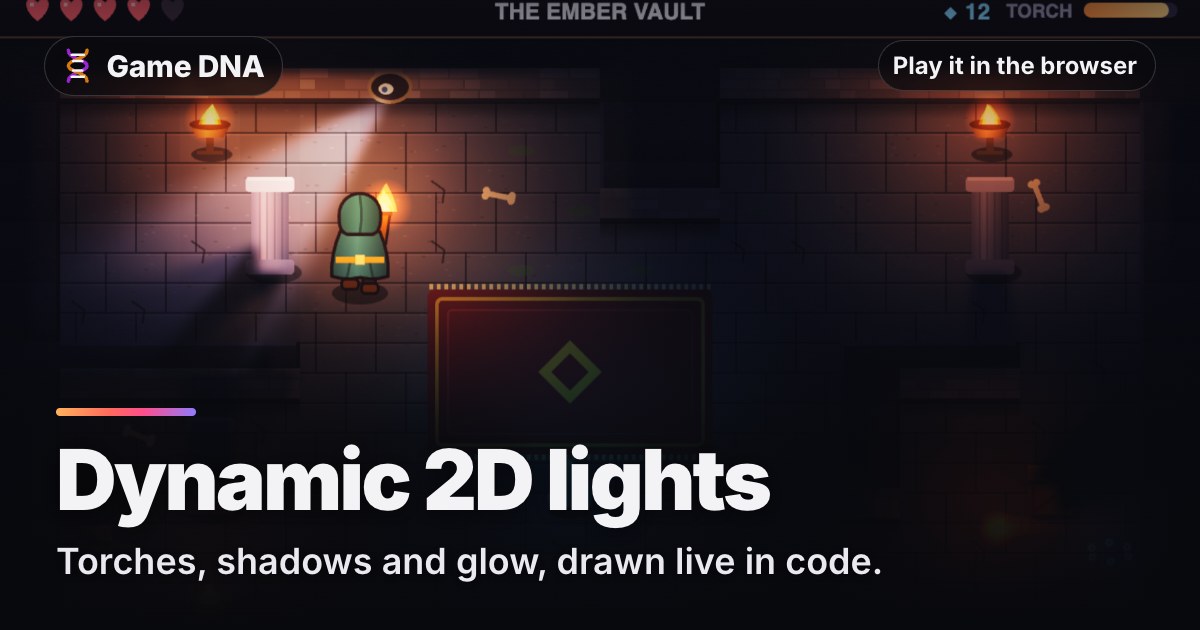 THE EMBER VAULT
12 TORCH
Game DNA
Play it in the browser
Dynamic 2D lights
Torches, shadows and glow, drawn live in code.